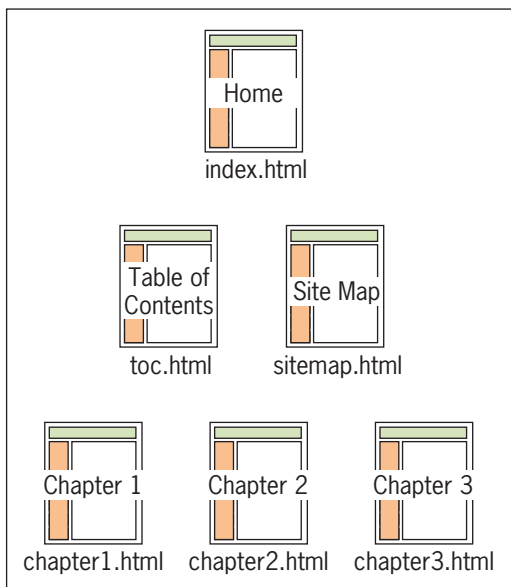 Home
index.html
Table of
Contents
toc.html
Site Map
sitemap.html
Chapter 1
chapter1.html
Chapter 2
chapter2.html
Chapter 3
chapter3.html